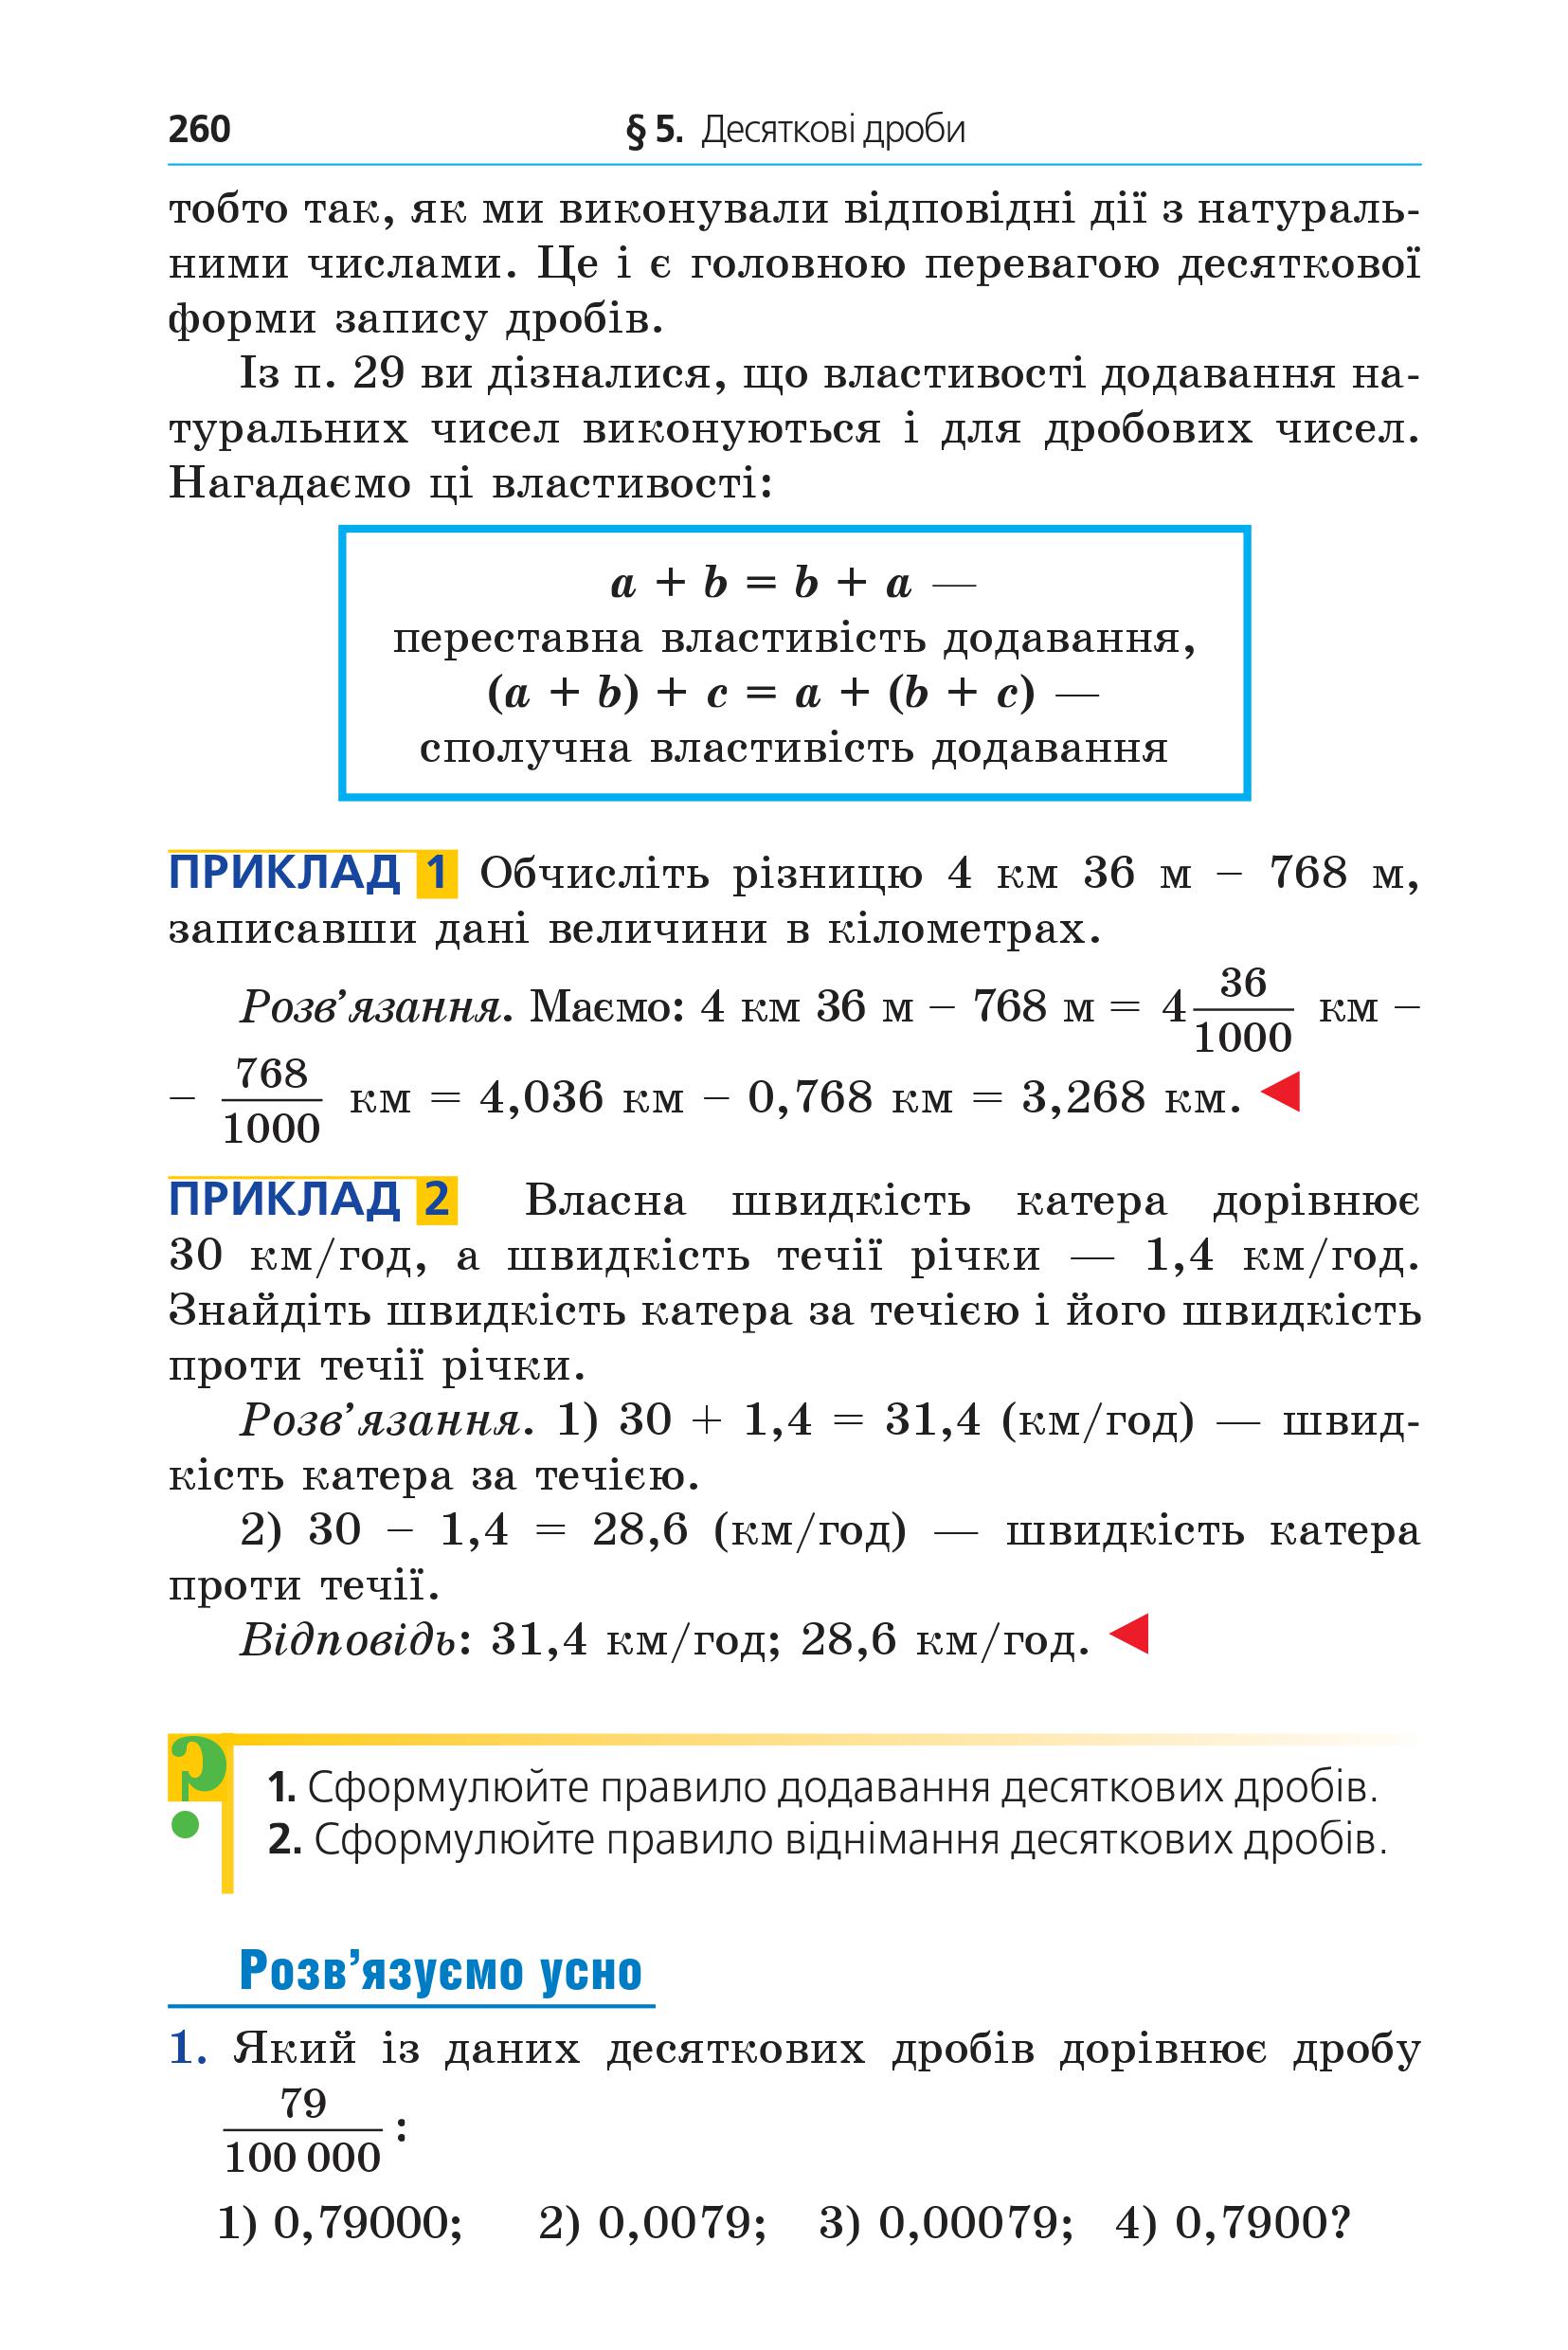 260 § 5. Десяткові дроби
тобто так, як ми виконували відповідні дії з натураль-
ними числами. Це і є головною перевагою десяткової
форми запису дробів.
Із п. 29 ви дізналися, що властивості додавання на-
туральних чисел виконуються і для дробових чисел.
Нагадаємо ці властивості:
a + b = b + a —
переставна властивість додавання,
(a + b) + c = a + (b + c) —
сполучна властивість додавання
ПРИКЛАД 1 Обчисліть різницю 4 км 36 м – 768 м,
записавши дані величини в кілометрах.
Розв’язання. Маємо: 4 км 36 м – 768 м = 4 36/1000 км –
– 768/1000 км = 4,036 км – 0,768 км = 3,268 км.
ПРИКЛАД 2 Власна швидкість катера дорівнює
30 км/год, а швидкість течії річки — 1,4 км/год.
Знайдіть швидкість катера за течією і його швидкість
проти течії річки.
Розв’язання. 1) 30 + 1,4 = 31,4 (км/год) — швид-
кість катера за течією.
2) 30 – 1,4 = 28,6 (км/год) — швидкість катера
проти течії.
Відповідь: 31,4 км/год; 28,6 км/год.
?
1. Сформулюйте правило додавання десяткових дробів.
2. Сформулюйте правило віднімання десяткових дробів.
Розв’язуємо усно
1. Який із даних десяткових дробів дорівнює дробу
79/100 000 :
1) 0,79000; 2) 0,0079; 3) 0,00079; 4) 0,7900?